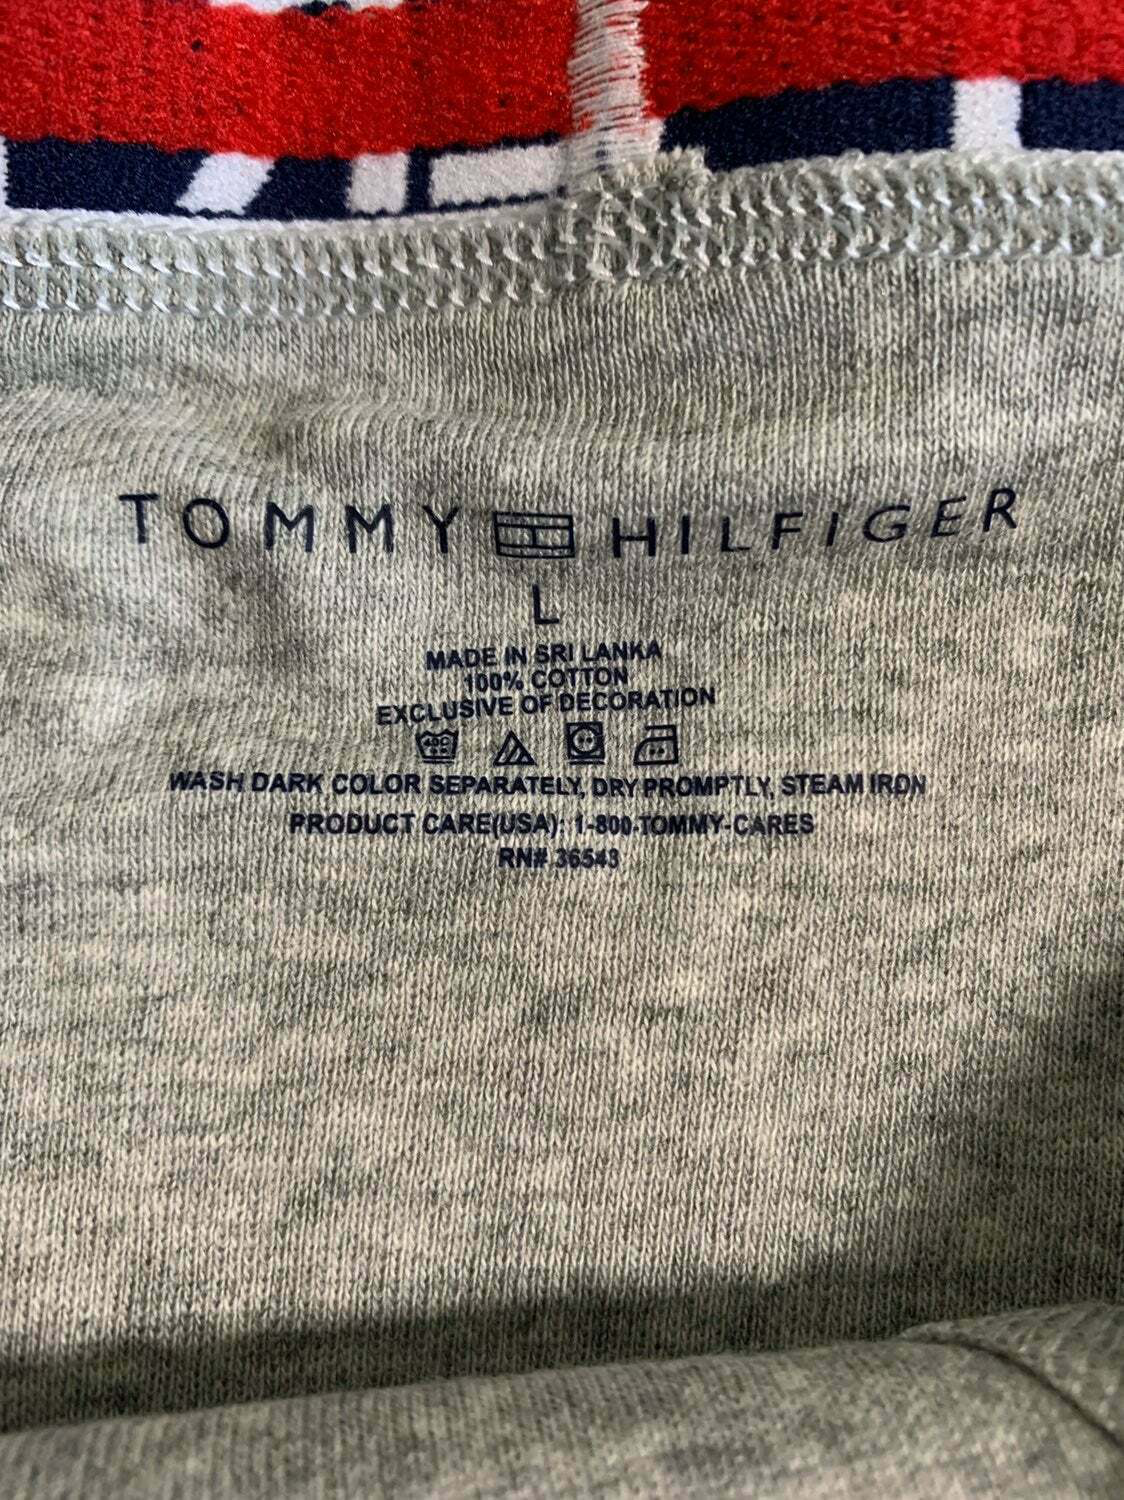 TOMMY HILFIGER
L
MADE IN SRI LANKA
100% COTTON
EXCLUSIVE OF DECORATION
40C
WASH DARK COLOR SEPARATELY, DRY PROMPTLY, STEAM IRON
PRODUCT CARE(USA): 1-800-TOMMY-CARES
RN# 36543